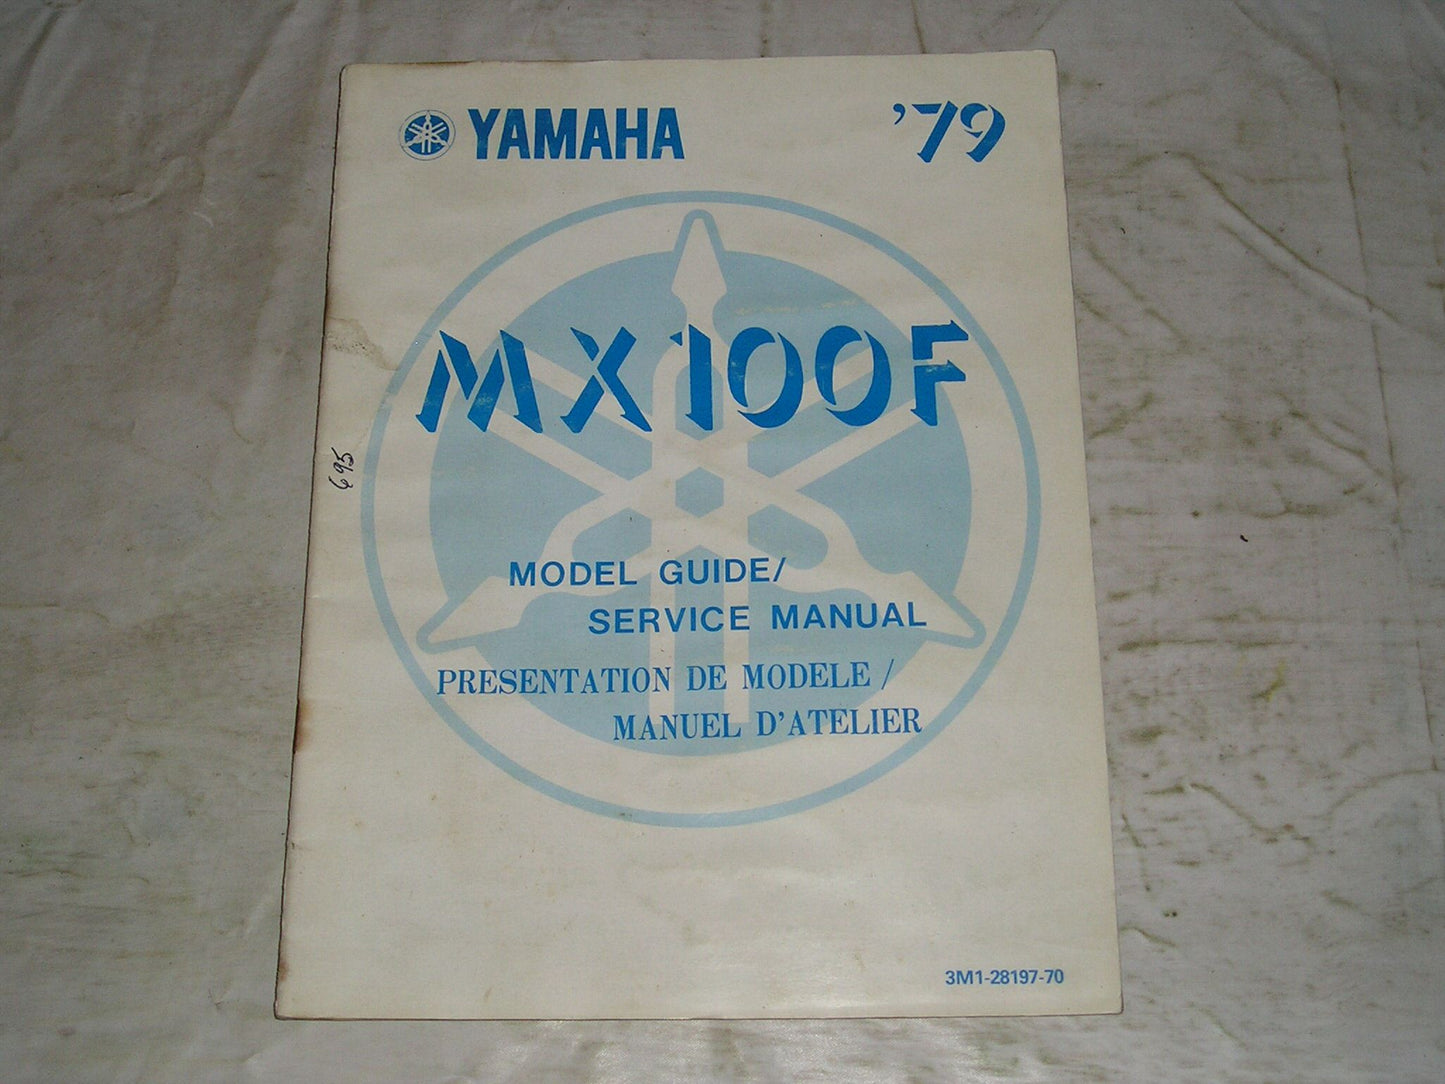 YAMAHA '79
MX100F
695
MODEL GUIDE/
SERVICE MANUAL
PRESENTATION DE MODELE /
MANUEL D'ATELIER
3M1-28197-70